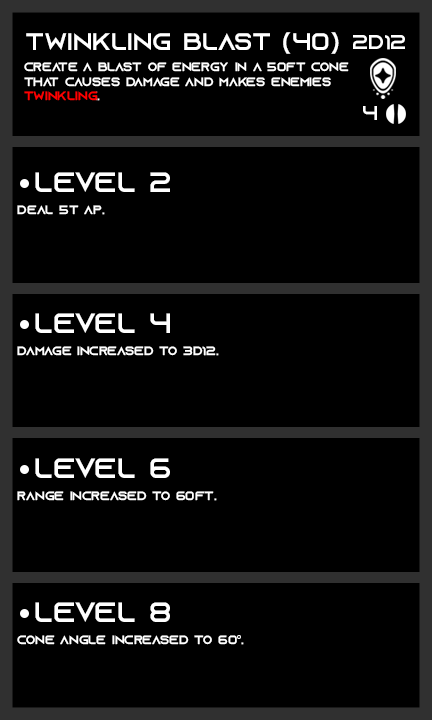 TWINKLING BLAST (40) 2D12
CREATE A BLAST OF ENERGY IN A 50FT CONE
THAT CAUSES DAMAGE AND MAKES ENEMIES
TWINKLING.
4
•LEVEL 2
DEAL 5T AP.
•LEVEL 4
DAMAGE INCREASED TO 3D12.
•LEVEL 6
RANGE INCREASED TO 60FT.
•LEVEL 8
CONE ANGLE INCREASED TO 60°.